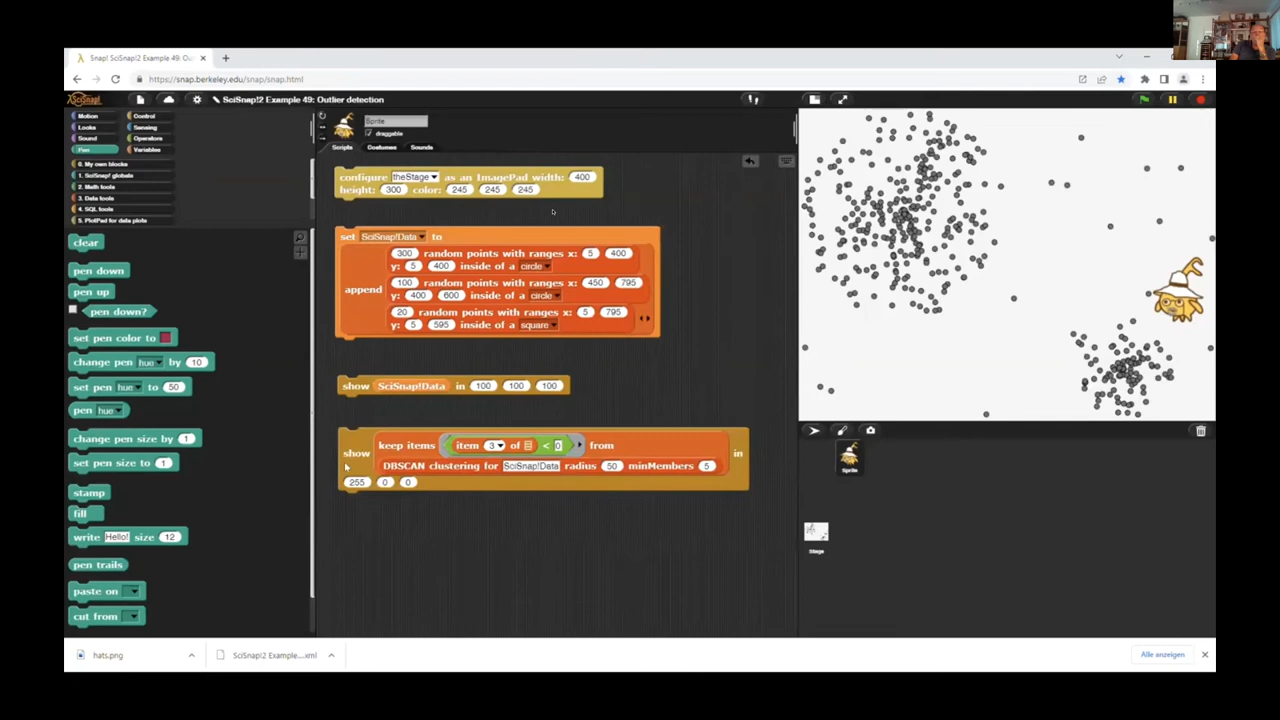 Snap! SciSnap!2 Example 49: Ou
https://snap.berkeley.edu/snap/snap.html
SciSnap!
SciSnap!2 Example 49: Outlier detection
Motion Control
Looks Sensing
Sound Operators
Pen Variables
0. My own blocks
1. SciSnap! globals
2. Math tools
3. Data tools
4. SQL tools
5. PlotPad for data plots
clear
pen down
pen up
pen down?
set pen color to
change pen hue by 10
set pen hue to 50
pen hue
change pen size by 1
set pen size to 1
stamp
fill
write Hello! size 12
pen trails
paste on
cut from
Sprite
draggable
Scripts Costumes Sounds
configure theStage as an ImagePad width: 400
height: 300 color: 245 245 245
set SciSnap!Data to
append
300 random points with ranges x: 5 400
y: 5 400 inside of a circle
100 random points with ranges x: 450 795
y: 400 600 inside of a circle
20 random points with ranges x: 5 795
y: 5 595 inside of a square
show SciSnap!Data in 100 100 100
show keep items item 3 of < 0 from
DBSCAN clustering for SciSnap!Data radius 50 minMembers 5 in
255 0 0
Sprite
Stage
hats.png
SciSnap!2 Example....xml
Alle anzeigen